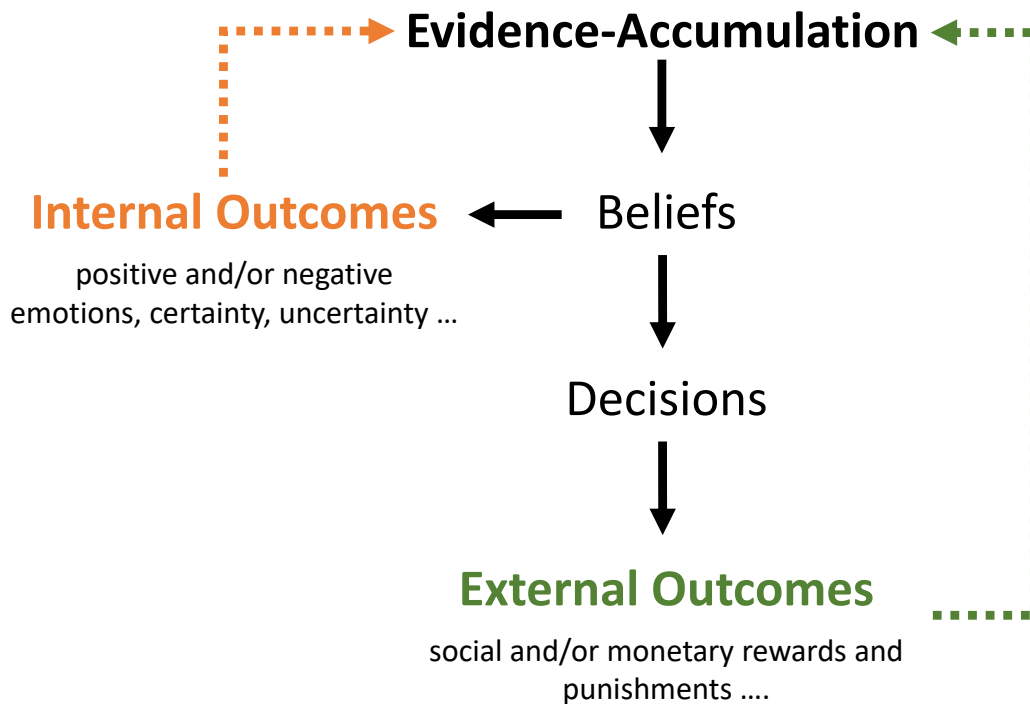 Evidence-Accumulation
Internal Outcomes
Beliefs
positive and/or negative
emotions, certainty, uncertainty …
Decisions
External Outcomes
social and/or monetary rewards and
punishments ….